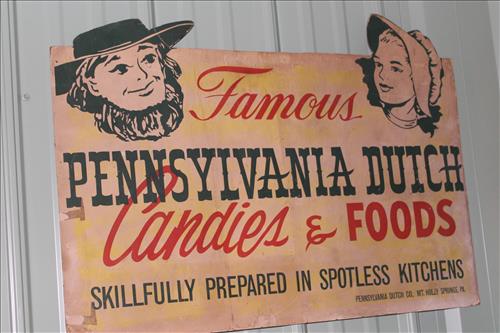 Famous
PENNSYLVANIA DUTCH
Candies & FOODS
SKILLFULLY PREPARED IN SPOTLESS KITCHENS
PENNSYLVANIA DUTCH CO. MT. HOLLY SPRINGS, PA.